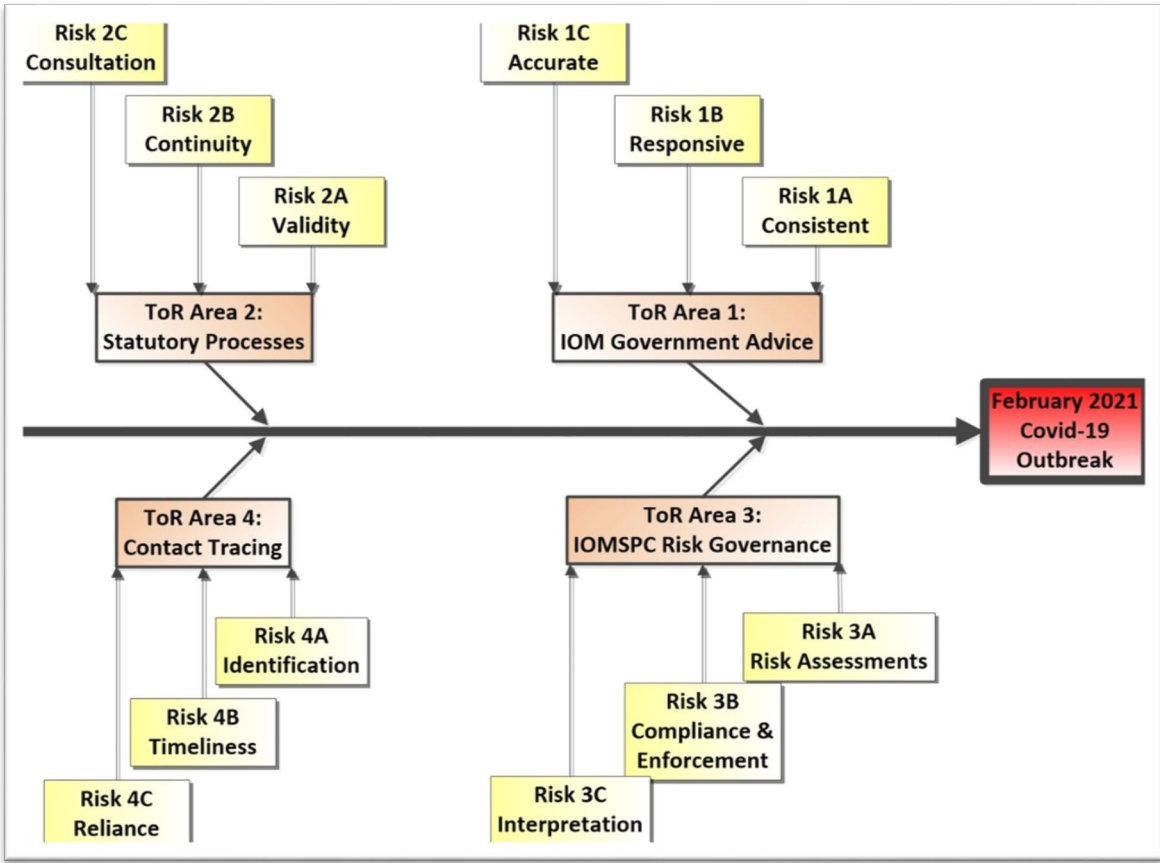 Risk 2C
Consultation
Risk 2B
Continuity
Risk 2A
Validity
ToR Area 2:
Statutory Processes
Risk 1C
Accurate
Risk 1B
Responsive
Risk 1A
Consistent
ToR Area 1:
IOM Government Advice
February 2021
Covid-19
Outbreak
ToR Area 4:
Contact Tracing
Risk 4A
Identification
Risk 4B
Timeliness
Risk 4C
Reliance
ToR Area 3:
IOMSPC Risk Governance
Risk 3A
Risk Assessments
Risk 3B
Compliance &
Enforcement
Risk 3C
Interpretation